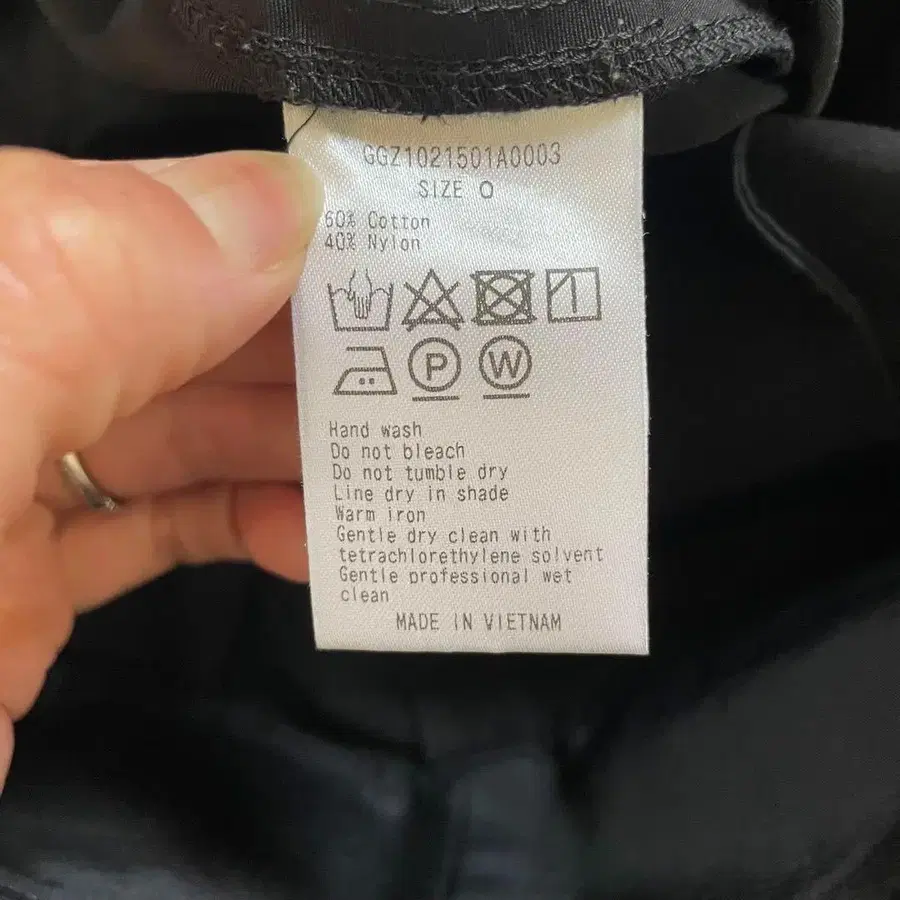 GGZ1021501A0003
SIZE 0
60% Cotton
40% Nylon
P W
Hand wash
Do not bleach
Do not tumble dry
Line dry in shade
Warm iron
Gentle dry clean with
tetrachlorethylene solvent
Gentle professional wet
clean
MADE IN VIETNAM